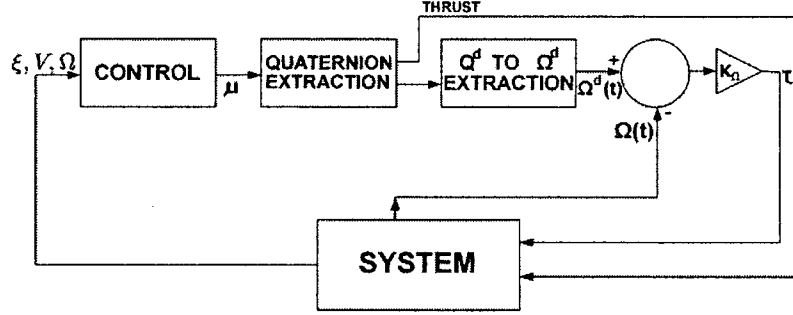 THRUST
ξ, V, Ω
CONTROL
μ
QUATERNION
EXTRACTION
Q^d TO Ω^d
EXTRACTION
+
Ω^d(t)
-
Ω(t)
K_Ω
τ
SYSTEM